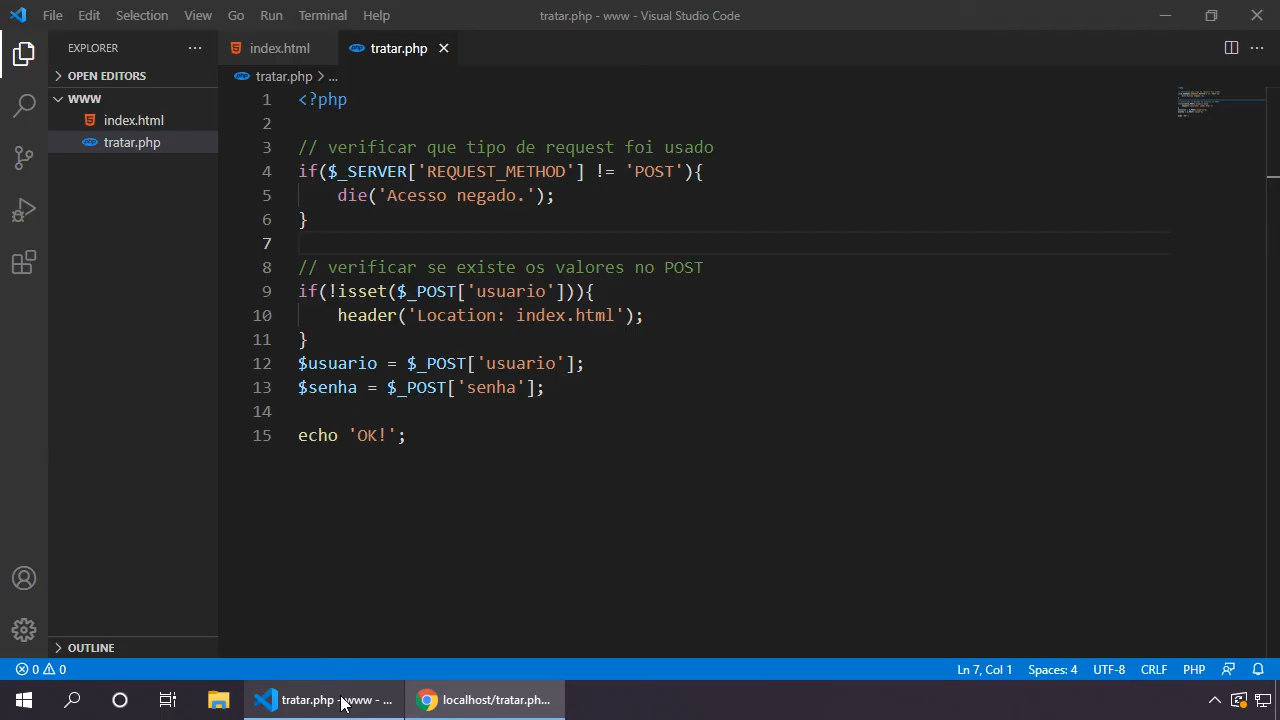 File Edit Selection View Go Run Terminal Help tratar.php - www - Visual Studio Code
EXPLORER
OPEN EDITORS
WWW
index.html
tratar.php
OUTLINE
index.html tratar.php
tratar.php > ...
1 <?php
2
3 // verificar que tipo de request foi usado
4 if($_SERVER['REQUEST_METHOD'] != 'POST'){
5 die('Acesso negado.');
6 }
7
8 // verificar se existe os valores no POST
9 if(!isset($_POST['usuario'])){
10 header('Location: index.html');
11 }
12 $usuario = $_POST['usuario'];
13 $senha = $_POST['senha'];
14
15 echo 'OK!';
0 0 Ln 7, Col 1 Spaces: 4 UTF-8 CRLF PHP
tratar.php - www - ... localhost/tratar.ph...